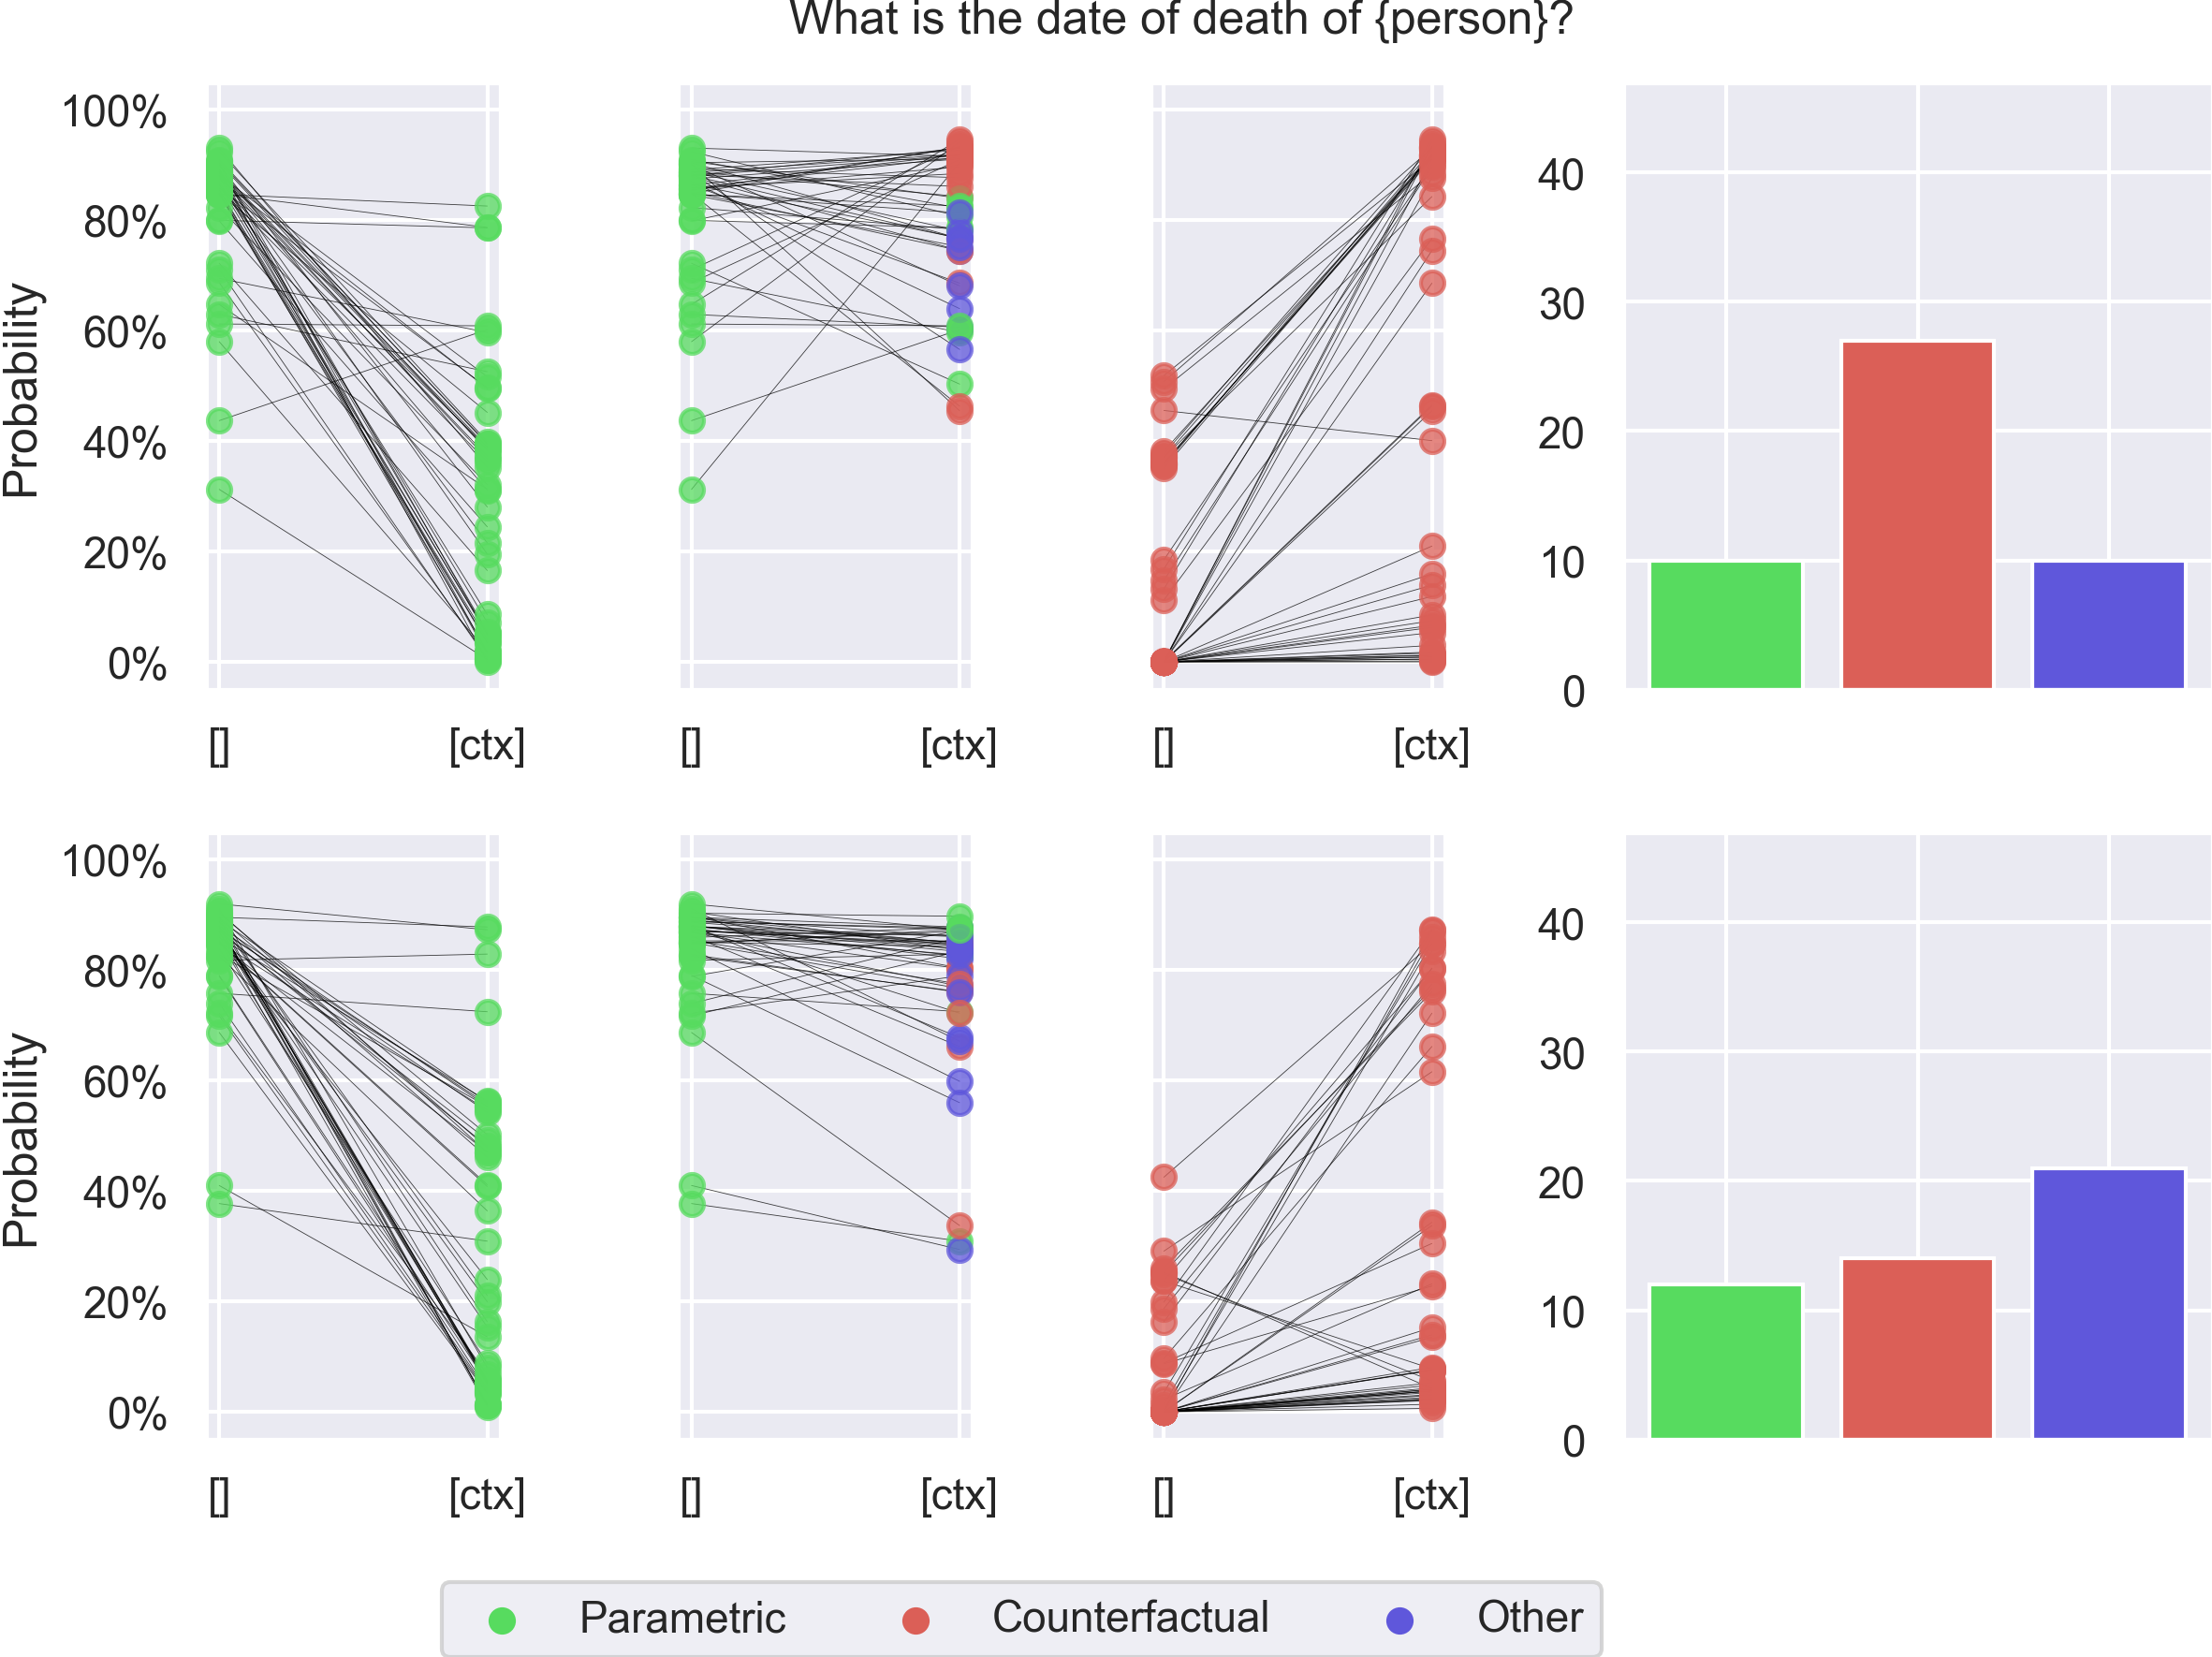 What is the date of death of {person}?
Probability
100%
80%
60%
40%
20%
0%
[]
[ctx]
[]
[ctx]
[]
[ctx]
40
30
20
10
0
Probability
100%
80%
60%
40%
20%
0%
[]
[ctx]
[]
[ctx]
[]
[ctx]
40
30
20
10
0
Parametric
Counterfactual
Other